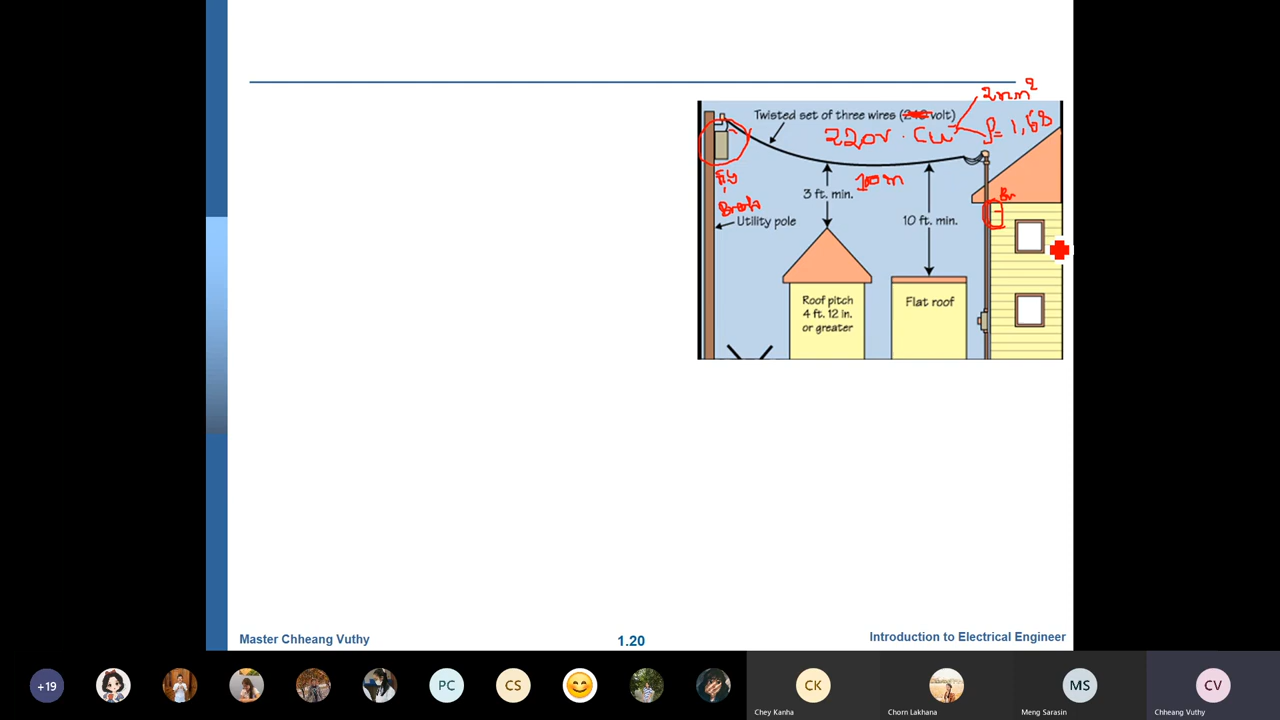 2mm²
Twisted set of three wires (240 volt)
220V . Cu
ρ= 1,68
100m
3 ft. min.
10 ft. min.
Utility pole
Roof pitch
4 ft. 12 in.
or greater
Flat roof
Master Chheang Vuthy
1.20
Introduction to Electrical Engineer
+19
PC
CS
CK
MS
CV
Chey Kanha
Chorn Lakhana
Meng Sarasin
Chheang Vuthy